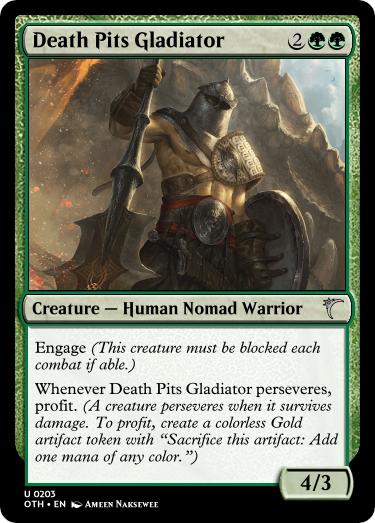 Death Pits Gladiator 2
Creature — Human Nomad Warrior
Engage (This creature must be blocked each
combat if able.)
Whenever Death Pits Gladiator perseveres,
profit. (A creature perseveres when it survives
damage. To profit, create a colorless Gold
artifact token with “Sacrifice this artifact: Add
one mana of any color.”)
4/3
U 0203
OTH • EN Ameen Naksewee